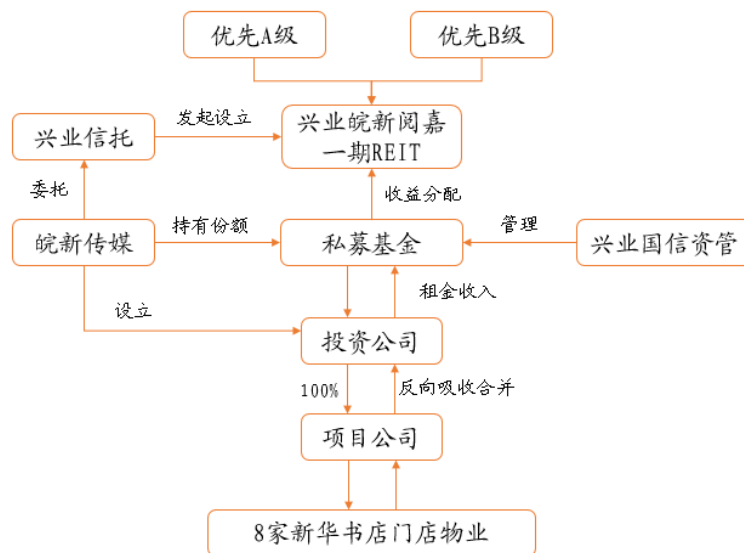 优先A级
优先B级
兴业信托
发起设立
兴业皖新阅嘉
一期REIT
委托
收益分配
皖新传媒
持有份额
私募基金
管理
兴业国信资管
租金收入
设立
投资公司
100%
反向吸收合并
项目公司
8家新华书店门店物业